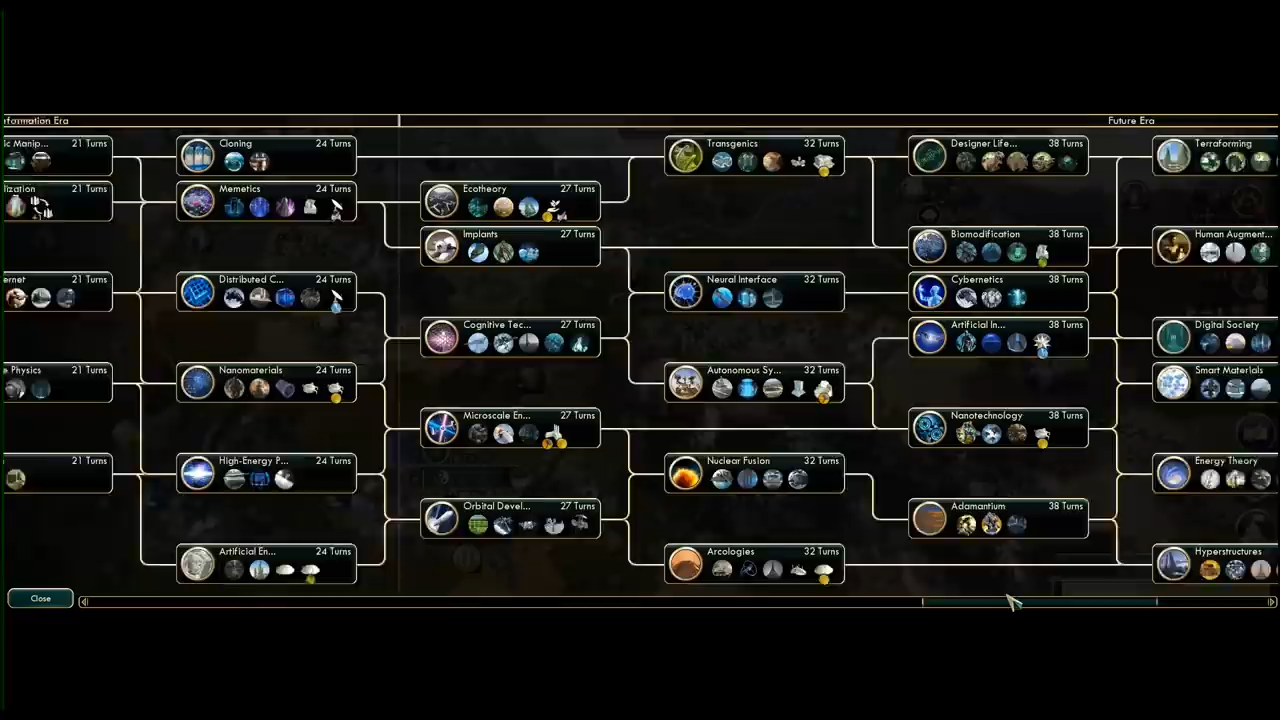 formation Era
Future Era
ic Manip... 21 Turns
Cloning 24 Turns
Transgenics 32 Turns
Designer Life... 38 Turns
Terraforming
lization 21 Turns
Memetics 24 Turns
Ecotheory 27 Turns
Implants 27 Turns
Biomodification 38 Turns
Human Augment...
ernet 21 Turns
Distributed C... 24 Turns
Neural Interface 32 Turns
Cybernetics 38 Turns
Cognitive Tec... 27 Turns
Artificial In... 38 Turns
Digital Society
Physics 21 Turns
Nanomaterials 24 Turns
Autonomous Sy... 32 Turns
Smart Materials
Microscale En... 27 Turns
Nanotechnology 38 Turns
21 Turns
High-Energy P... 24 Turns
Nuclear Fusion 32 Turns
Energy Theory
Orbital Devel... 27 Turns
Adamantium 38 Turns
Artificial En... 24 Turns
Arcologies 32 Turns
Hyperstructures
Close